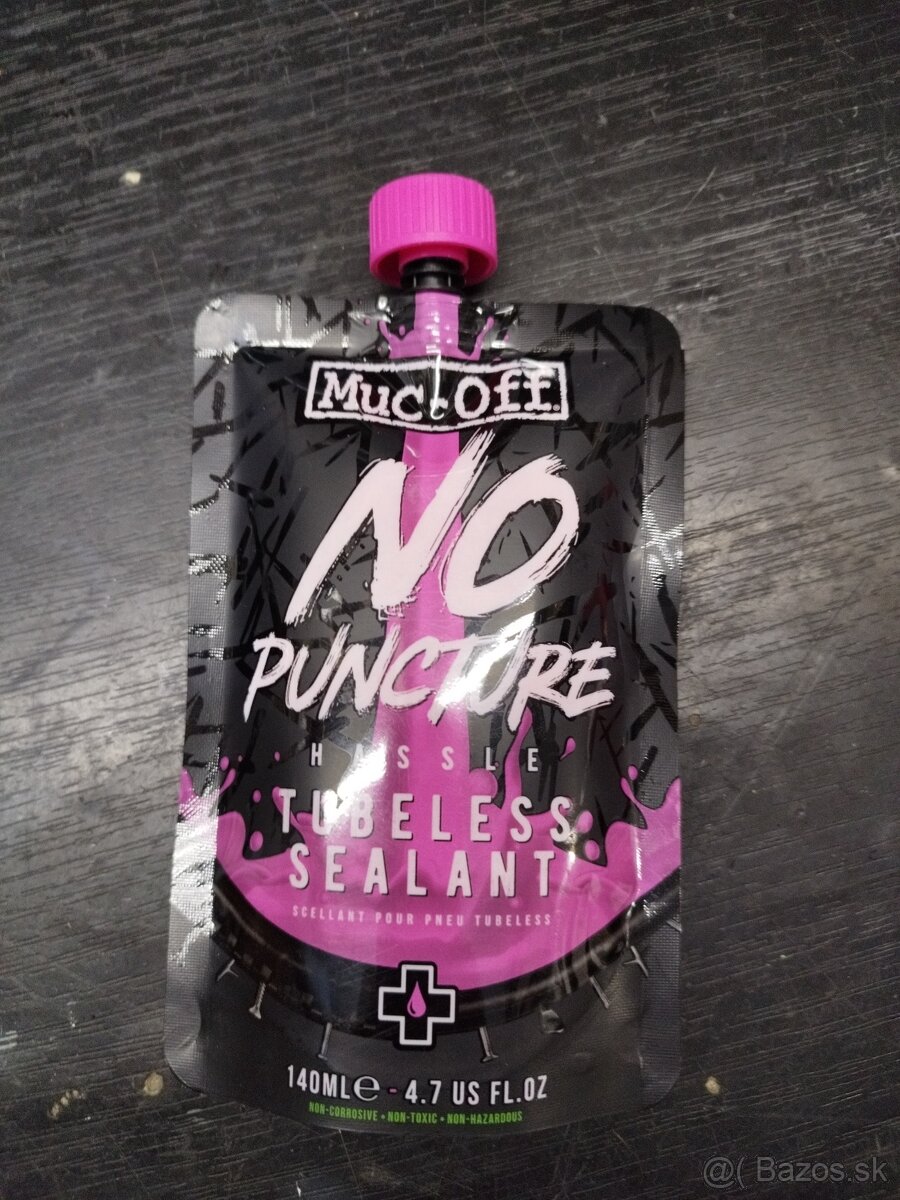 Muc-Off
NO
PUNCTURE
HASSLE
TUBELESS
SEALANT
SCELLANT POUR PNEU TUBELESS
140MLe - 4.7 US FL.OZ
NON-CORROSIVE • NON-TOXIC • NON-HAZARDOUS
@( Bazos.sk